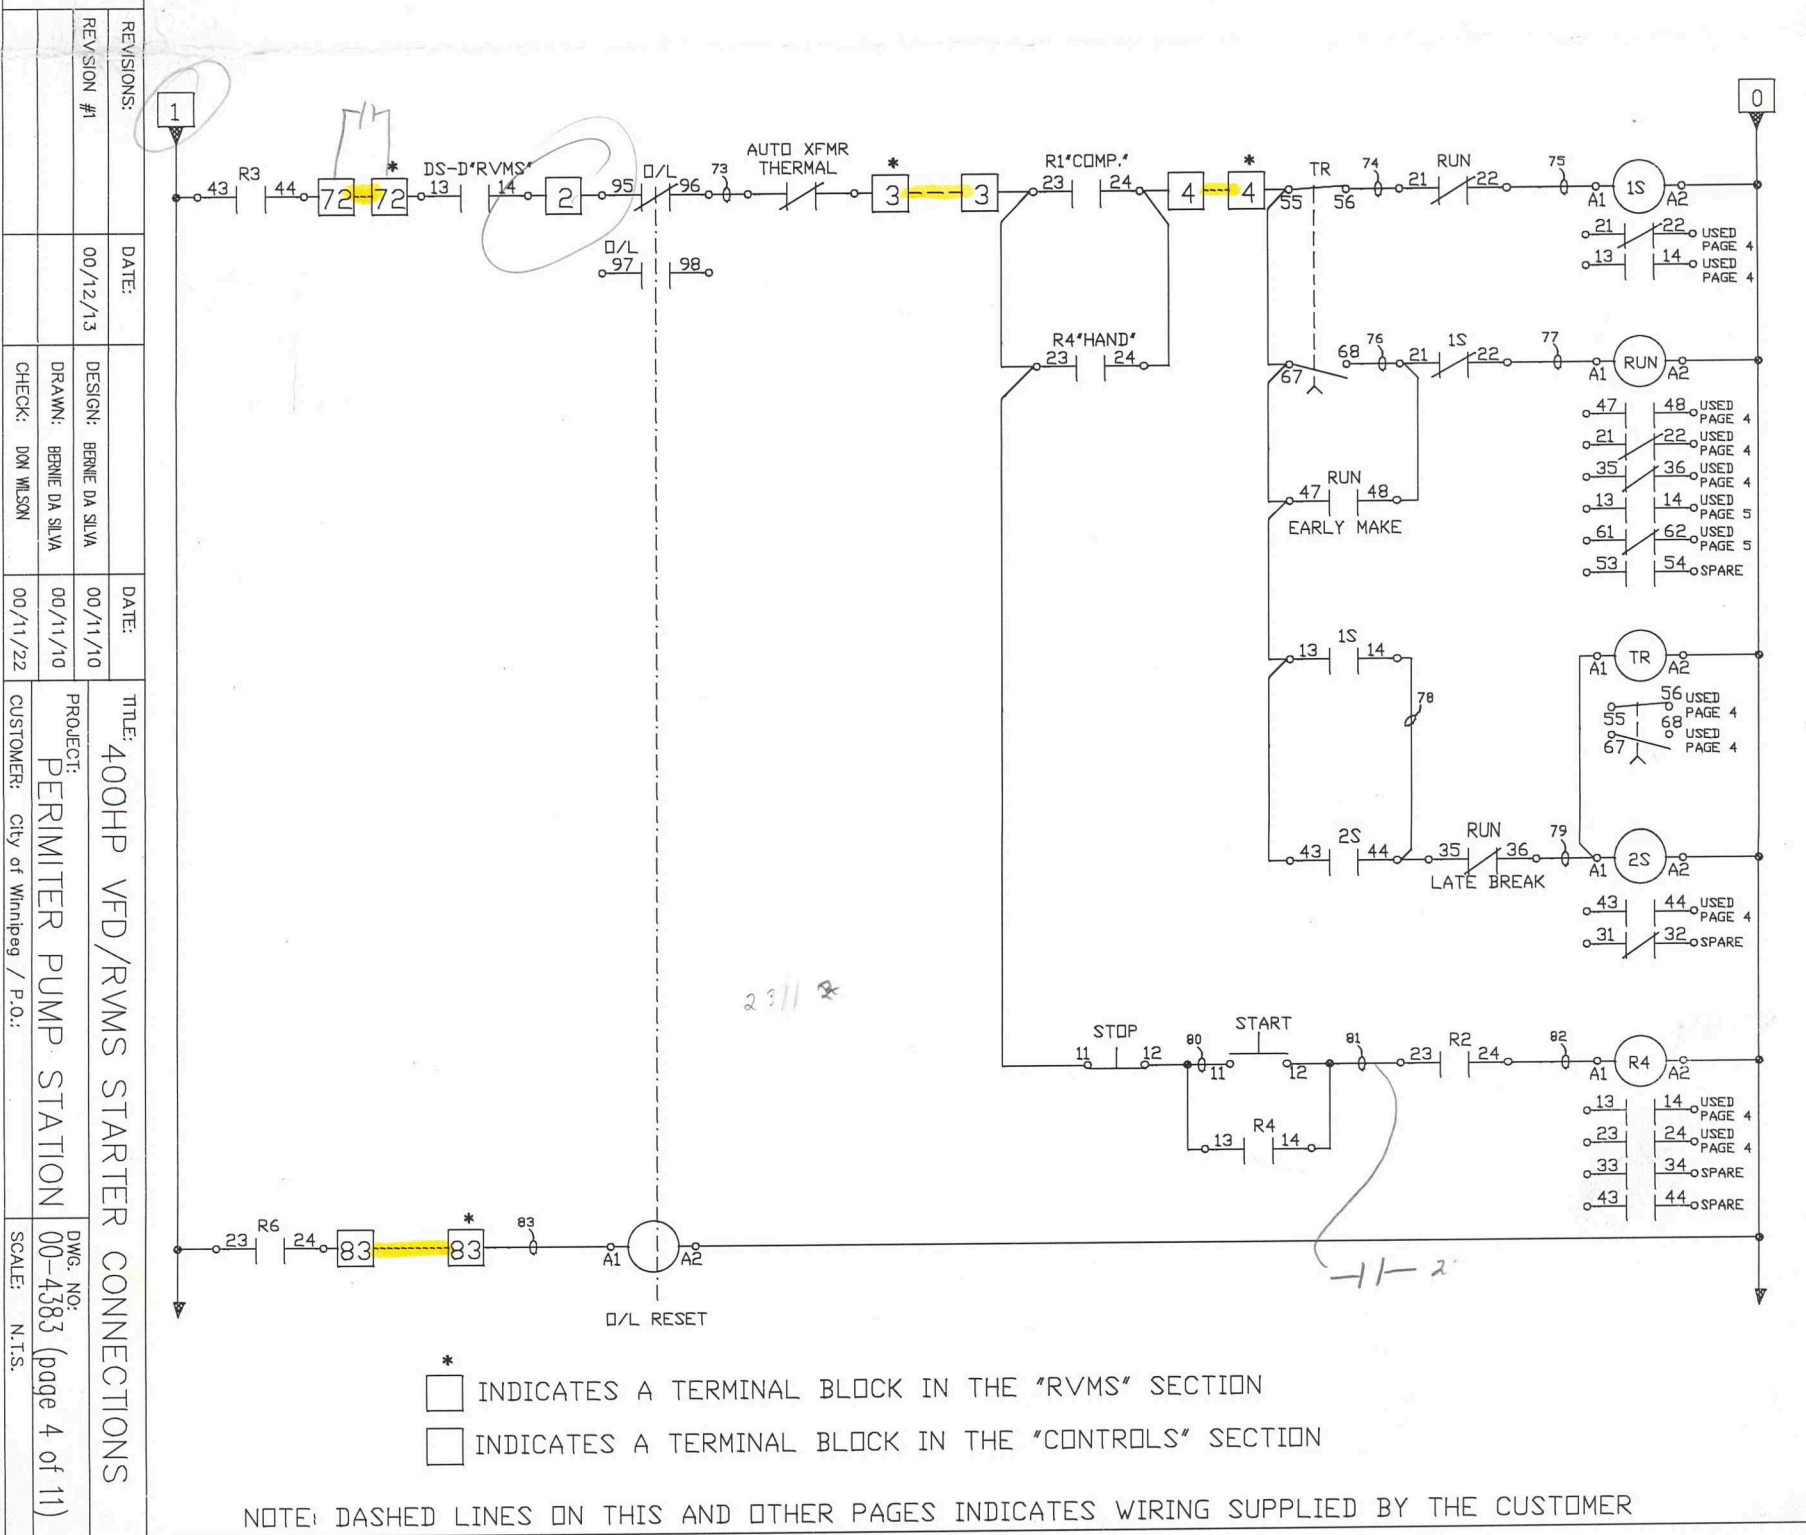 REVISIONS:
REVISION #1
DATE:
00/12/13
DESIGN: BERNIE DA SILVA
DRAWN: BERNIE DA SILVA
CHECK: DON WILSON
DATE:
00/11/10
00/11/10
00/11/22
TITLE: 400HP VFD/RVMS STARTER CONNECTIONS
PROJECT: PERIMITER PUMP STATION
CUSTOMER: City of Winnipeg / P.O.:
DWG. NO: 00-4383 (page 4 of 11)
SCALE: N.T.S.
1
0
AUTO XFMR
THERMAL
* DS-D"RVMS" O/L 73 * R1"COMP." * TR 74 RUN 75
43 R3 44 72 72 13 14 2 95 96 3 3 23 24 4 4 55 56 21 22 A1 1S A2
O/L
97 98
21 22 USED
PAGE 4
13 14 USED
PAGE 4
R4"HAND"
23 24
67 68 76 21 1S 22 77 A1 RUN A2
47 48 USED
PAGE 4
21 22 USED
PAGE 4
35 36 USED
PAGE 4
13 14 USED
PAGE 5
61 62 USED
PAGE 5
53 54 SPARE
RUN
47 48
EARLY MAKE
1S
13 14
78
A1 TR A2
55 56 USED
PAGE 4
67 68 USED
PAGE 4
2S RUN 79
43 44 35 36 A1 2S A2
LATE BREAK
43 44 USED
PAGE 4
31 32 SPARE
STOP START
11 12 80 11 12 81 23 R2 24 82 A1 R4 A2
R4
13 14
13 14 USED
PAGE 4
23 24 USED
PAGE 4
33 34 SPARE
43 44 SPARE
23 R6 24 83 * 83 83 A1 A2
2
O/L RESET
*
INDICATES A TERMINAL BLOCK IN THE "RVMS" SECTION
INDICATES A TERMINAL BLOCK IN THE "CONTROLS" SECTION
NOTE: DASHED LINES ON THIS AND OTHER PAGES INDICATES WIRING SUPPLIED BY THE CUSTOMER